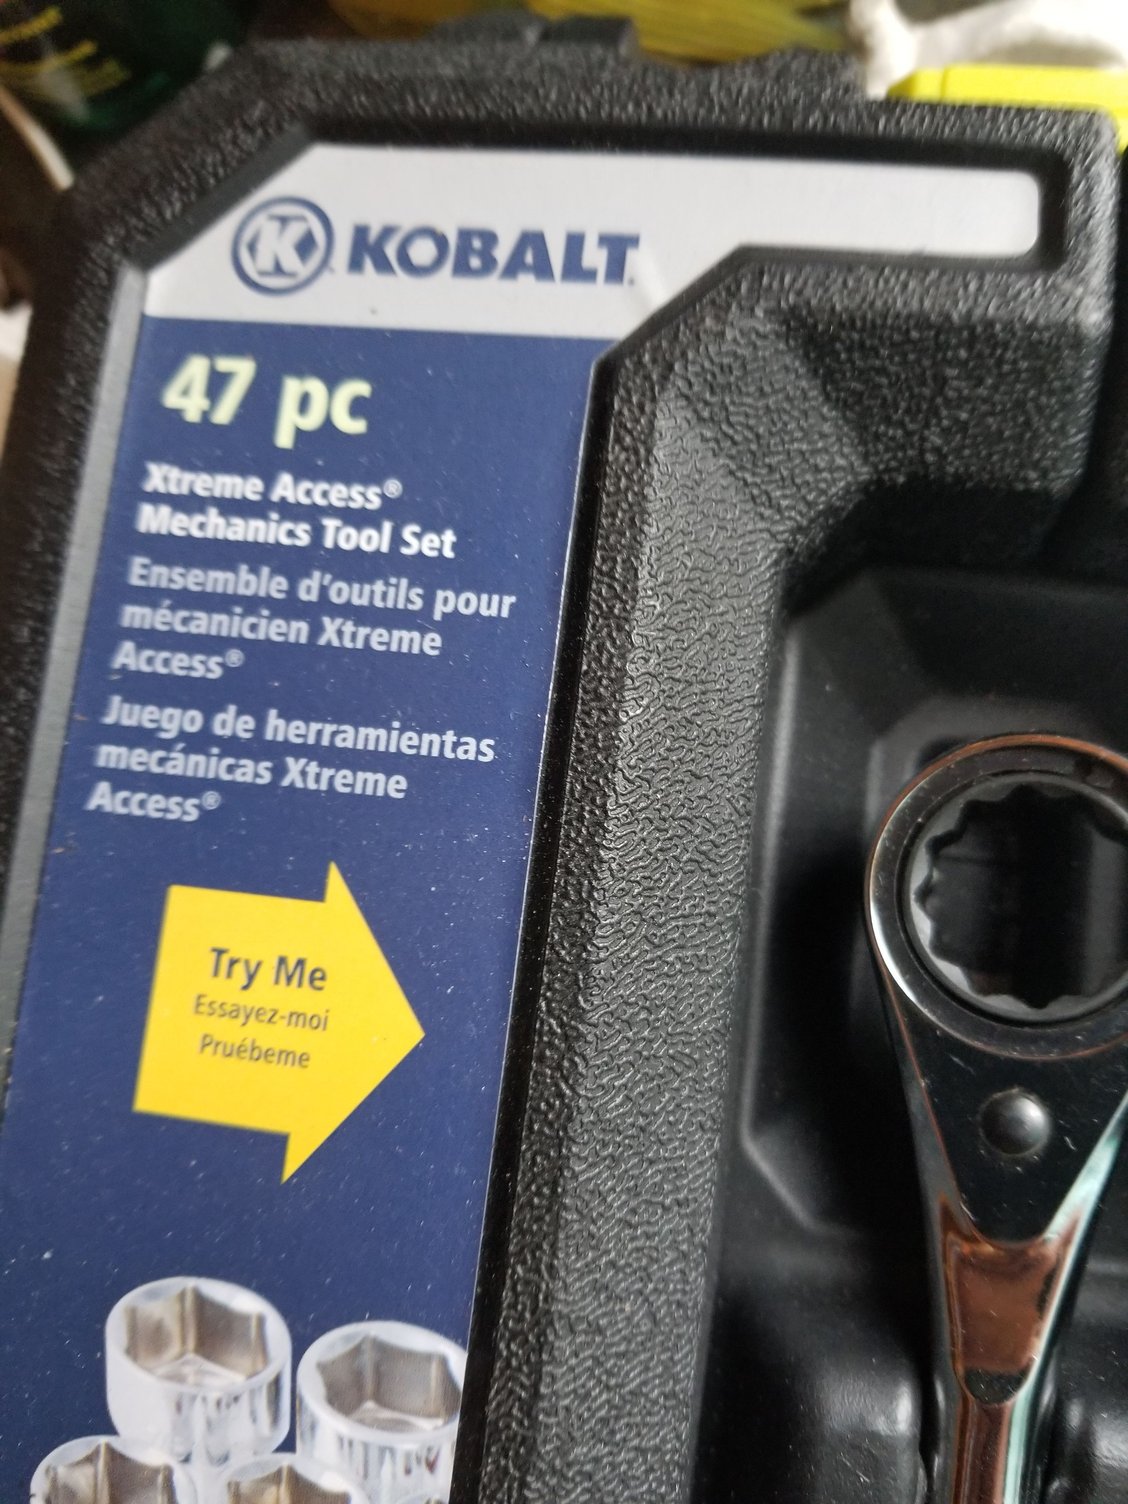 K KOBALT
47 pc
Xtreme Access®
Mechanics Tool Set
Ensemble d'outils pour
mécanicien Xtreme
Access®
Juego de herramientas
mecánicas Xtreme
Access®
Try Me
Essayez-moi
Pruébeme